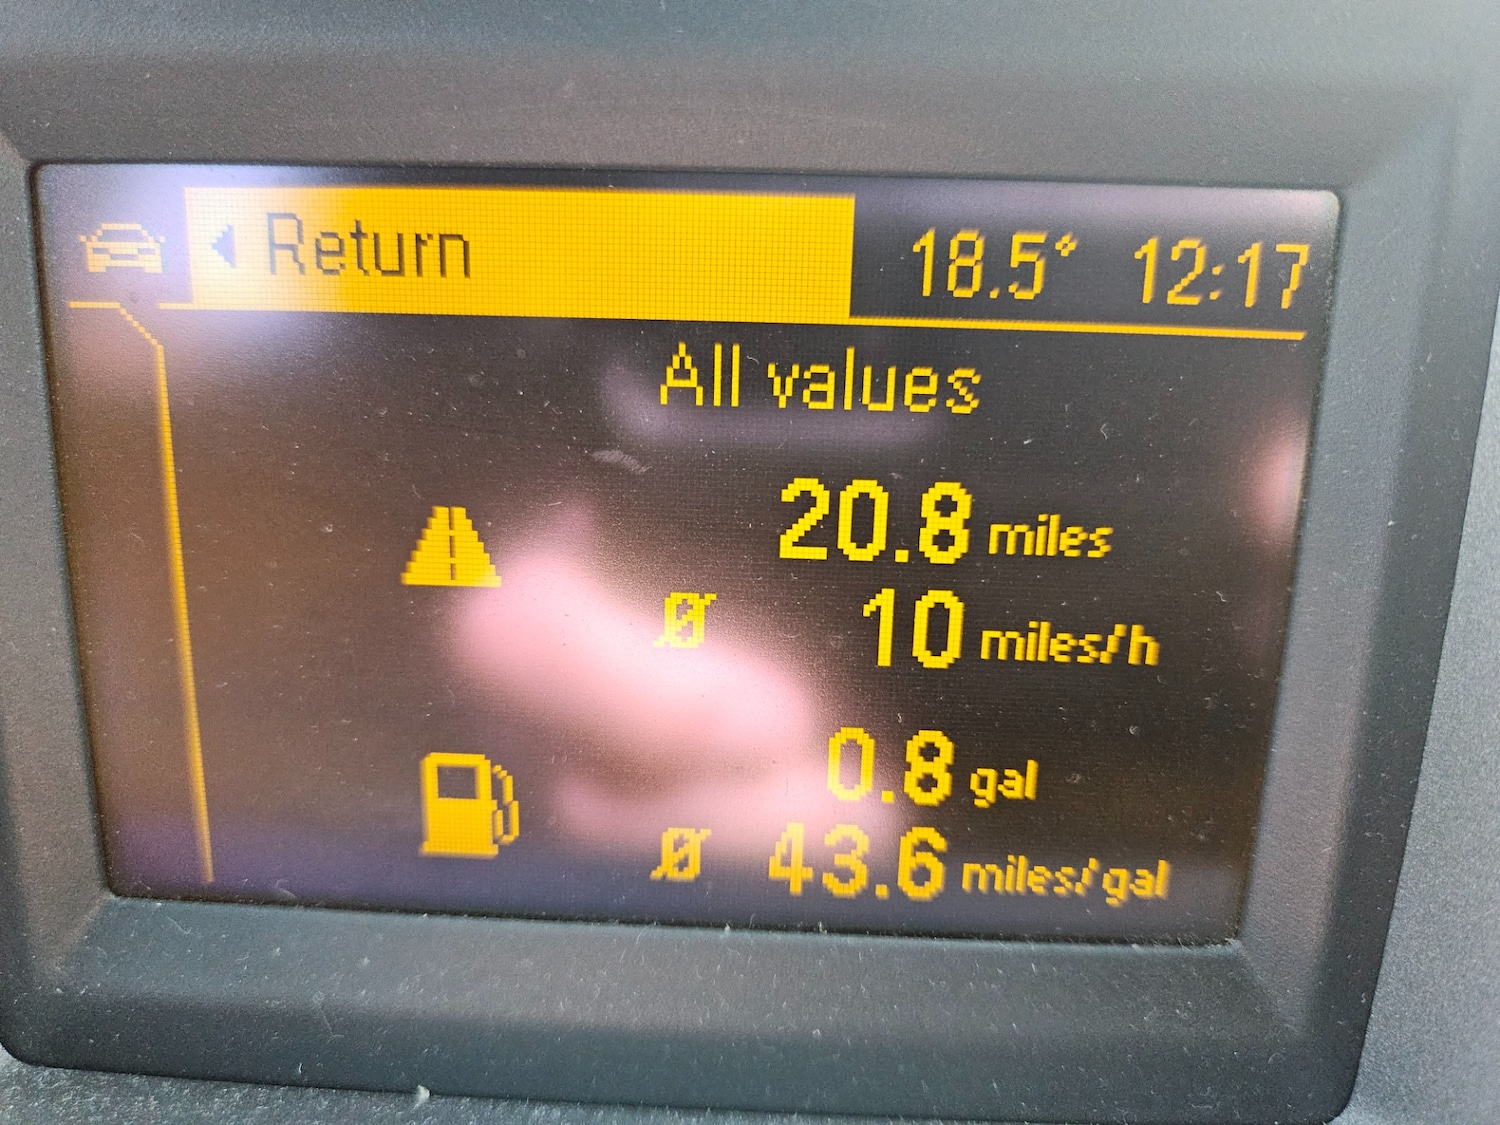 Return 18.5° 12:17
All values
20.8 miles
Ø 10 miles/h
0.8 gal
Ø 43.6 miles/gal